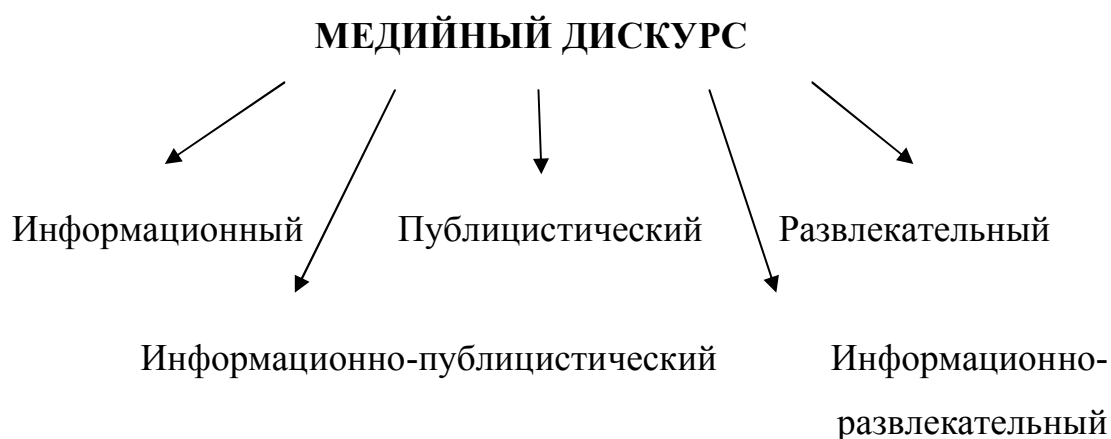 МЕДИЙНЫЙ ДИСКУРС
Информационный Публицистический Развлекательный
Информационно-публицистический Информационно-
развлекательный